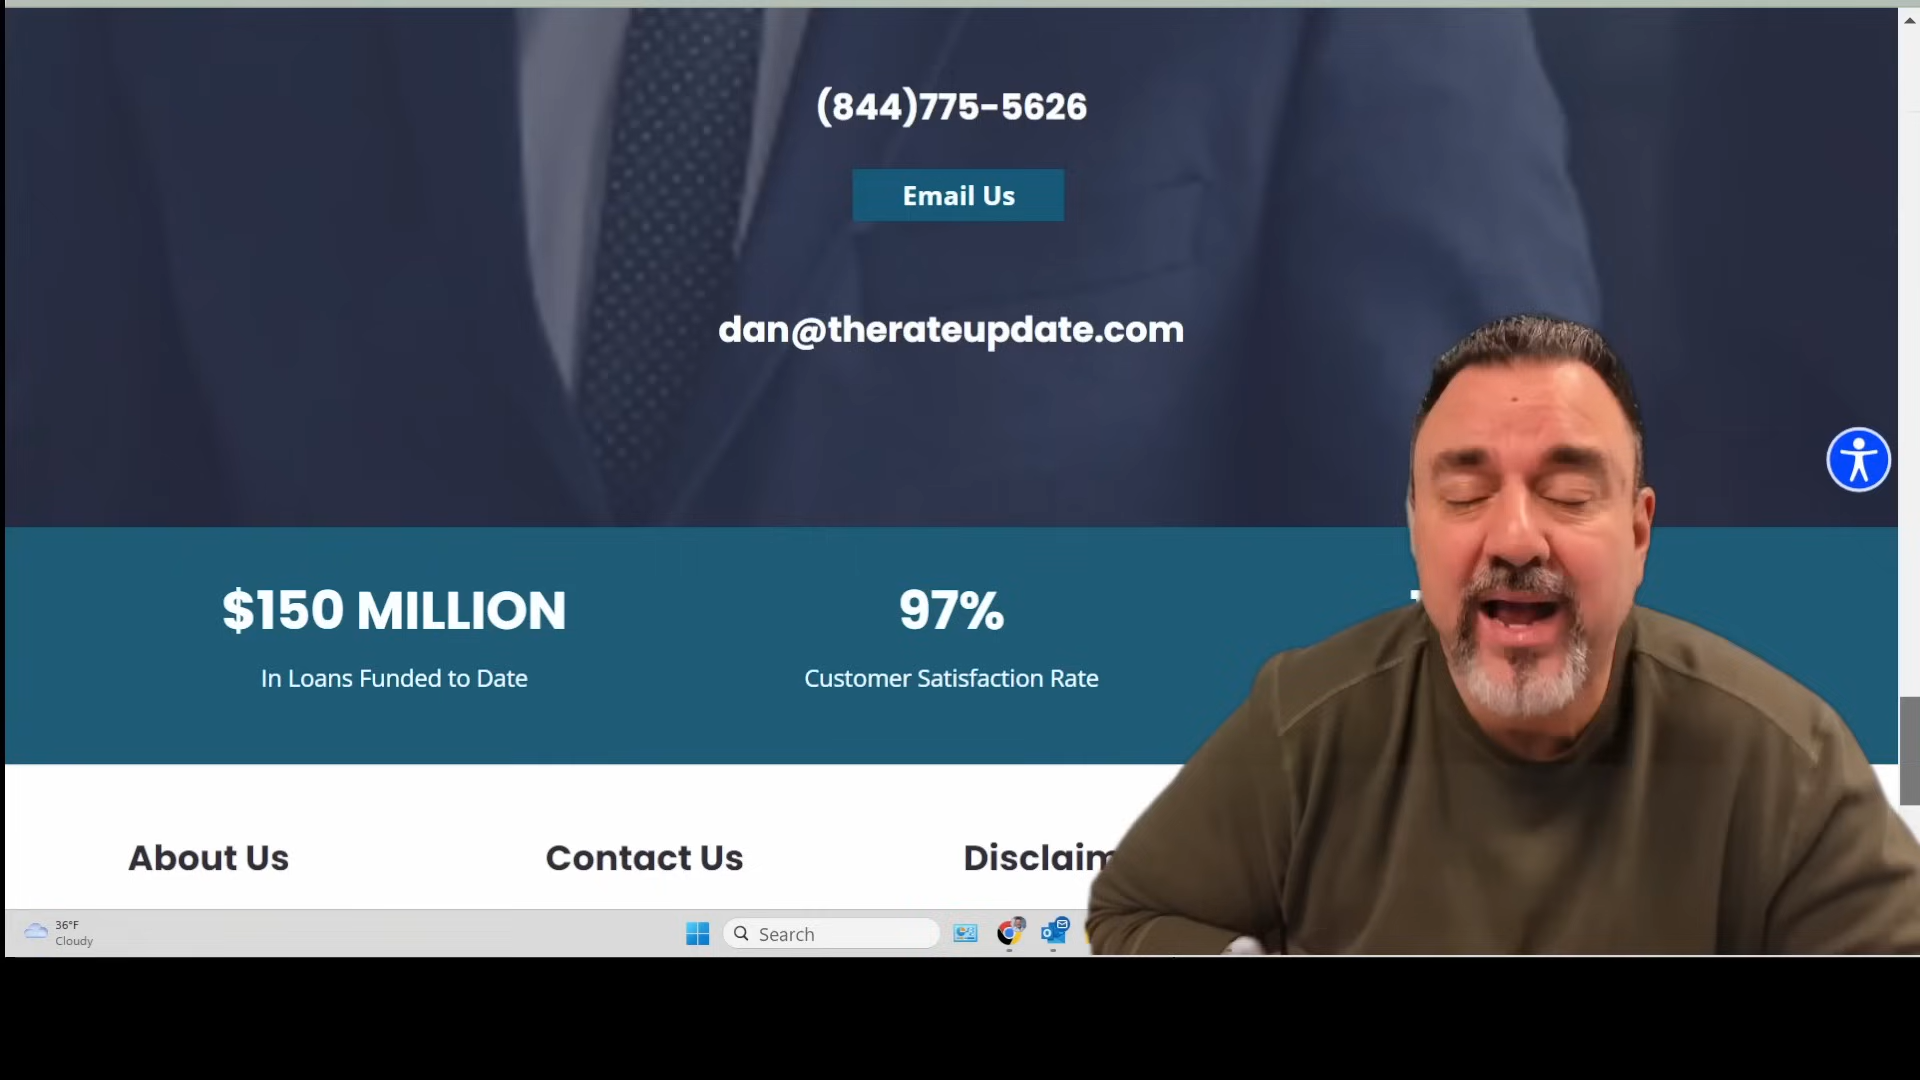 (844)775-5626
Email Us
dan@therateupdate.com
$150 MILLION
In Loans Funded to Date
97%
Customer Satisfaction Rate
About Us
Contact Us
36°F
Cloudy
Search